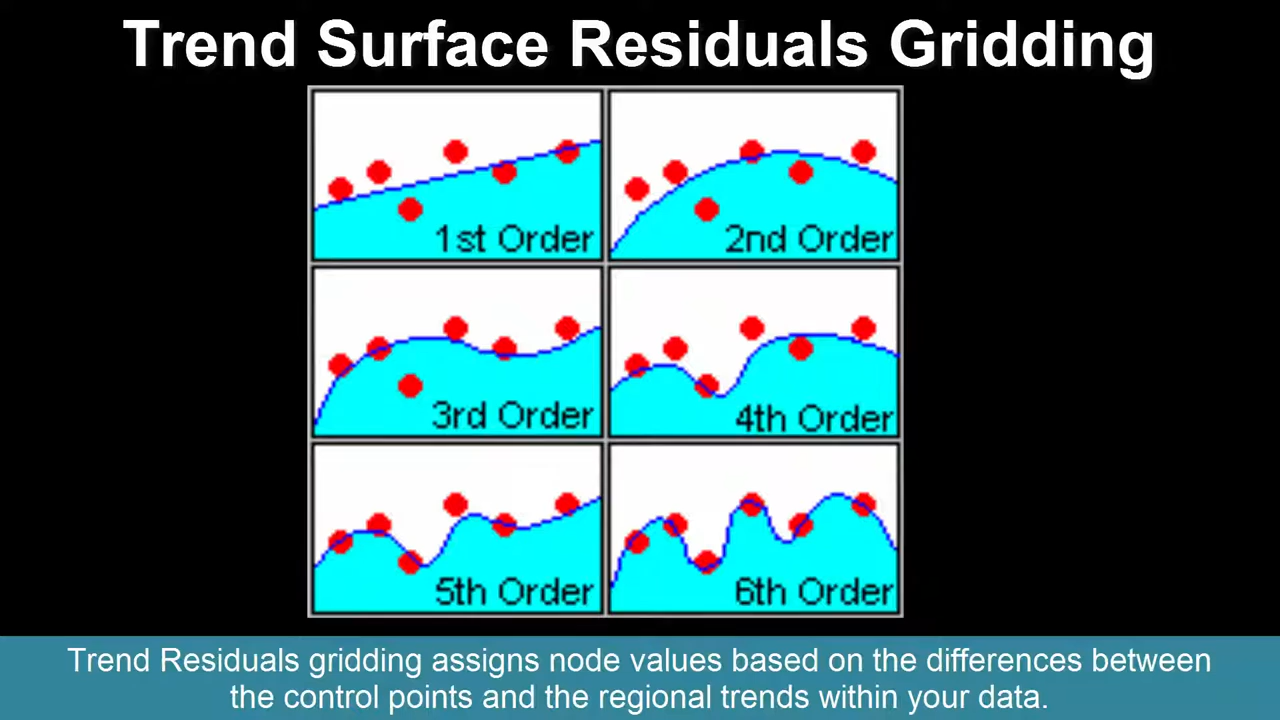 Trend Surface Residuals Gridding
1st Order
2nd Order
3rd Order
4th Order
5th Order
6th Order
Trend Residuals gridding assigns node values based on the differences between
the control points and the regional trends within your data.